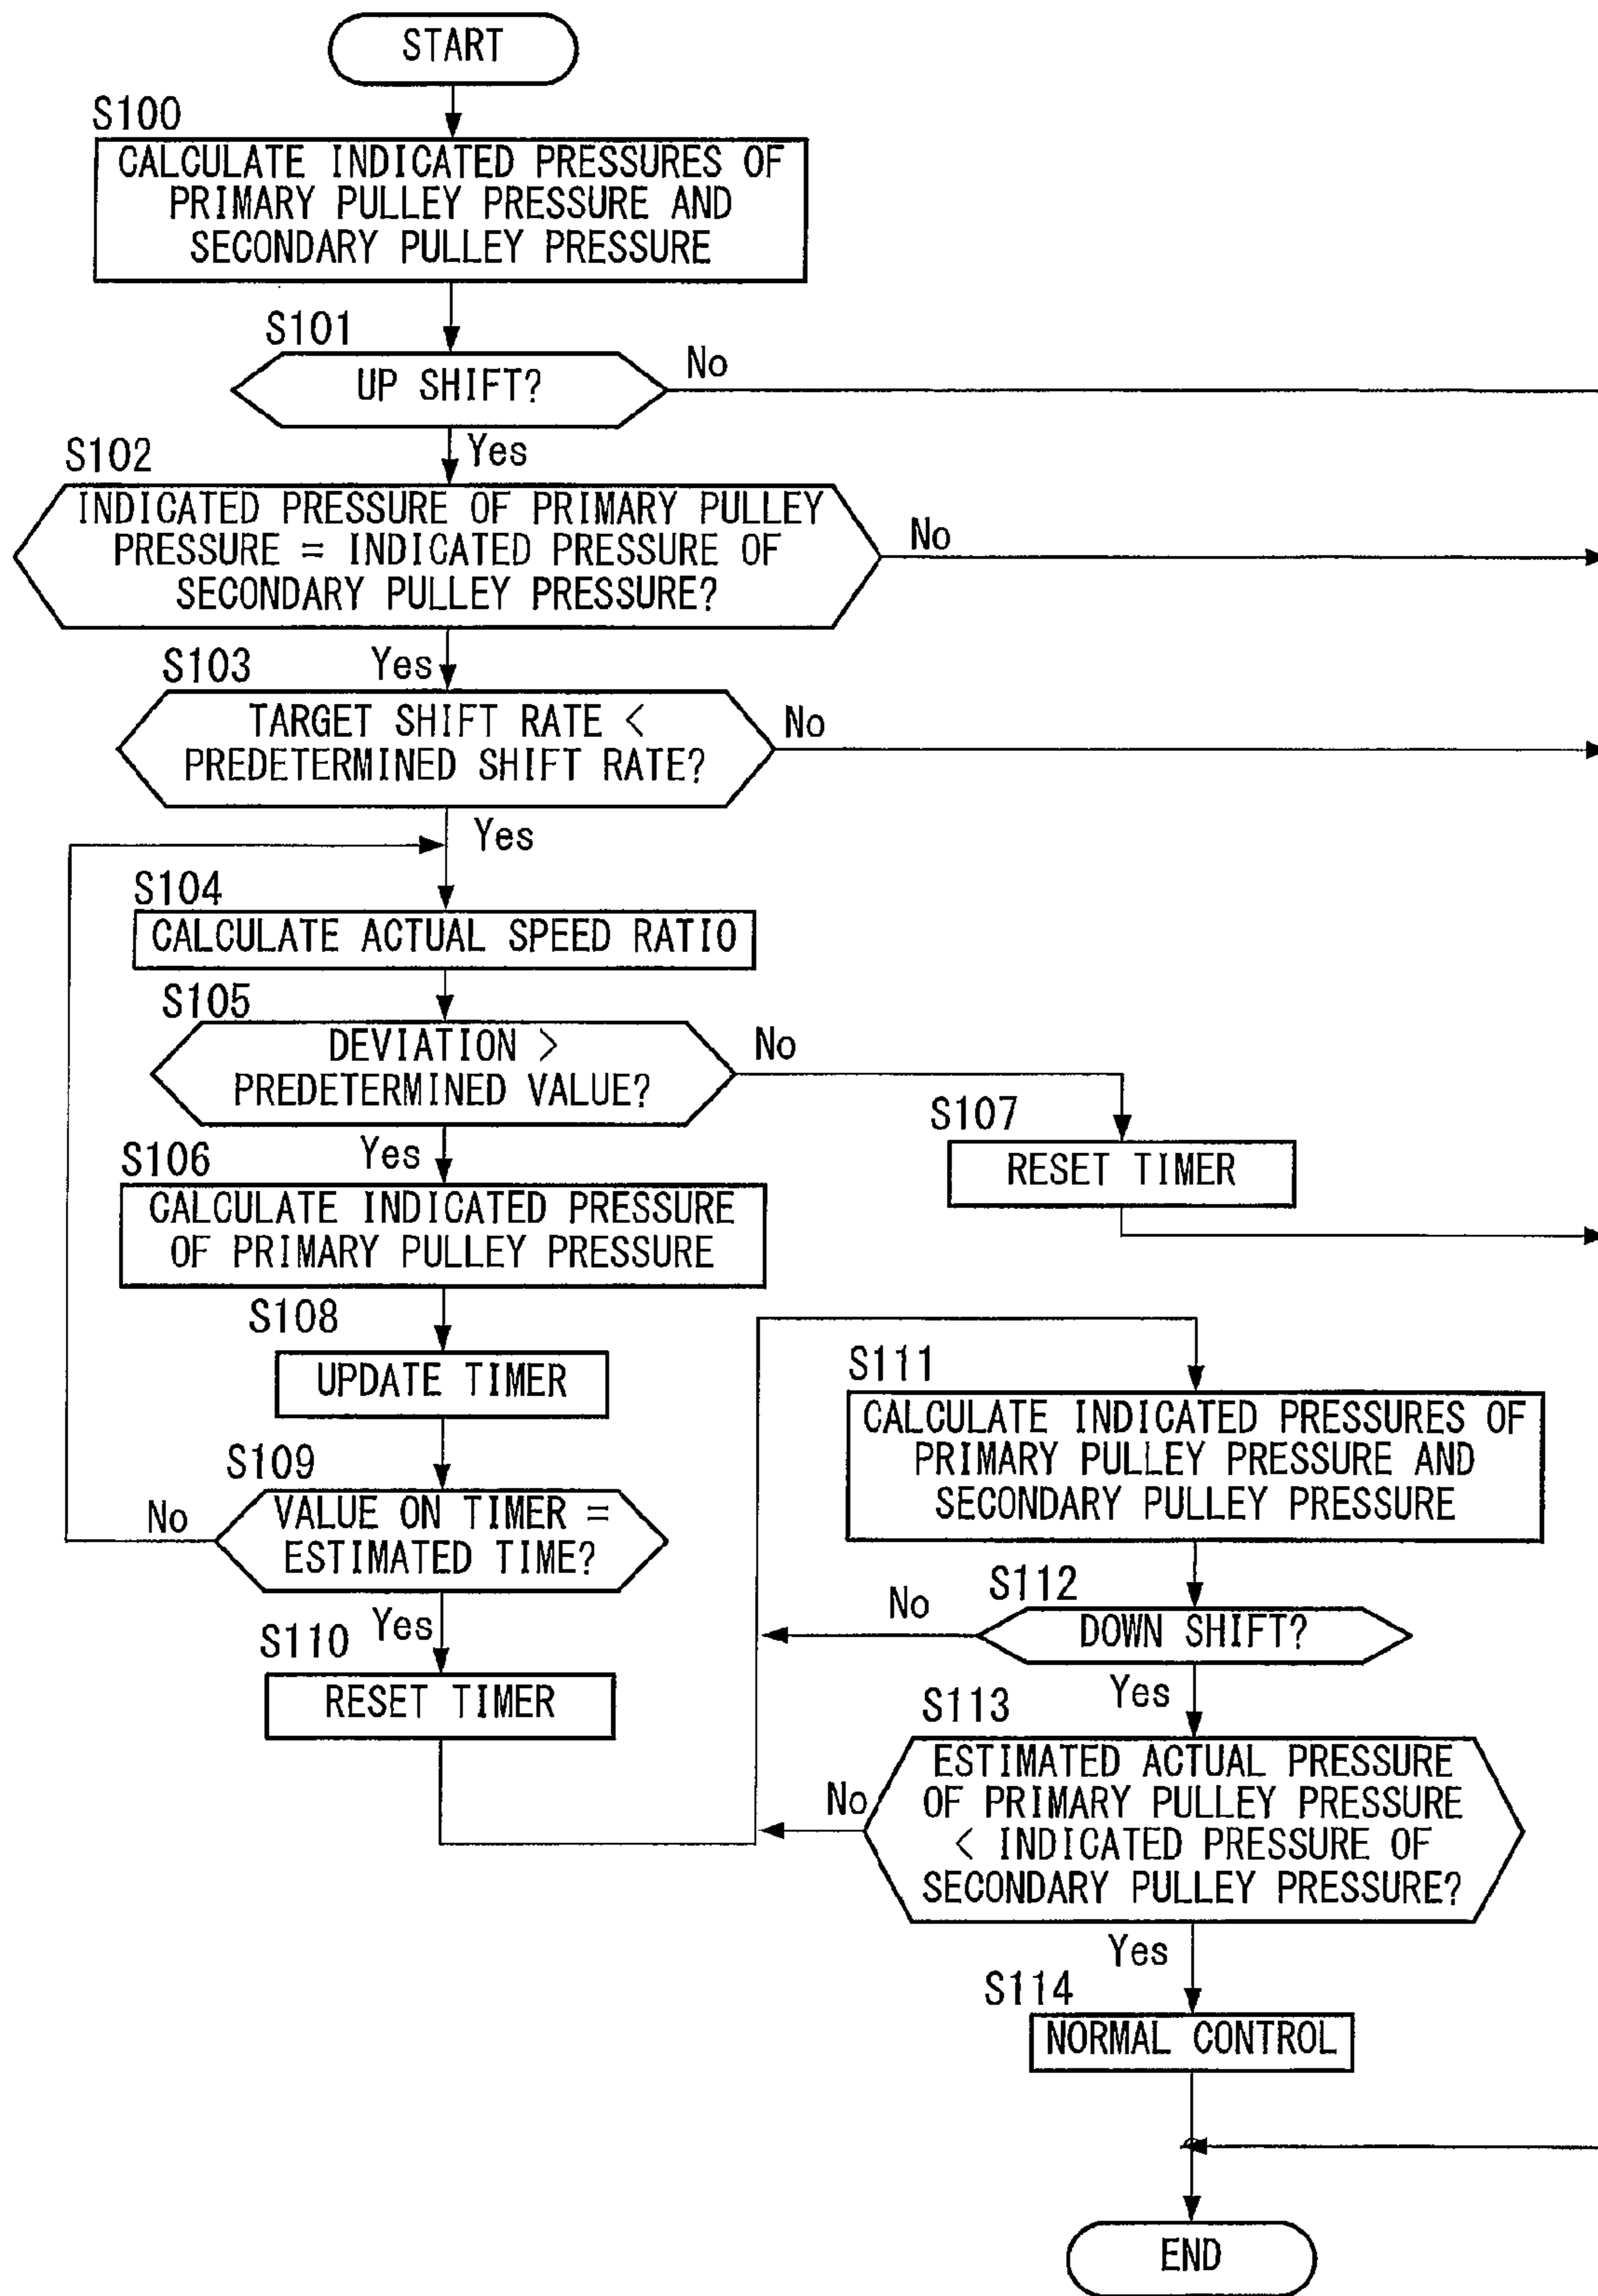 START
S100
CALCULATE INDICATED PRESSURES OF
PRIMARY PULLEY PRESSURE AND
SECONDARY PULLEY PRESSURE
S101
UP SHIFT?
No
Yes
S102
INDICATED PRESSURE OF PRIMARY PULLEY
PRESSURE = INDICATED PRESSURE OF
SECONDARY PULLEY PRESSURE?
No
Yes
S103
TARGET SHIFT RATE <
PREDETERMINED SHIFT RATE?
No
Yes
S104
CALCULATE ACTUAL SPEED RATIO
S105
DEVIATION >
PREDETERMINED VALUE?
No
Yes
S107
RESET TIMER
S106
CALCULATE INDICATED PRESSURE
OF PRIMARY PULLEY PRESSURE
S108
UPDATE TIMER
S109
VALUE ON TIMER =
ESTIMATED TIME?
No
Yes
S110
RESET TIMER
S111
CALCULATE INDICATED PRESSURES OF
PRIMARY PULLEY PRESSURE AND
SECONDARY PULLEY PRESSURE
S112
DOWN SHIFT?
No
Yes
S113
ESTIMATED ACTUAL PRESSURE
OF PRIMARY PULLEY PRESSURE
< INDICATED PRESSURE OF
SECONDARY PULLEY PRESSURE?
No
Yes
S114
NORMAL CONTROL
END